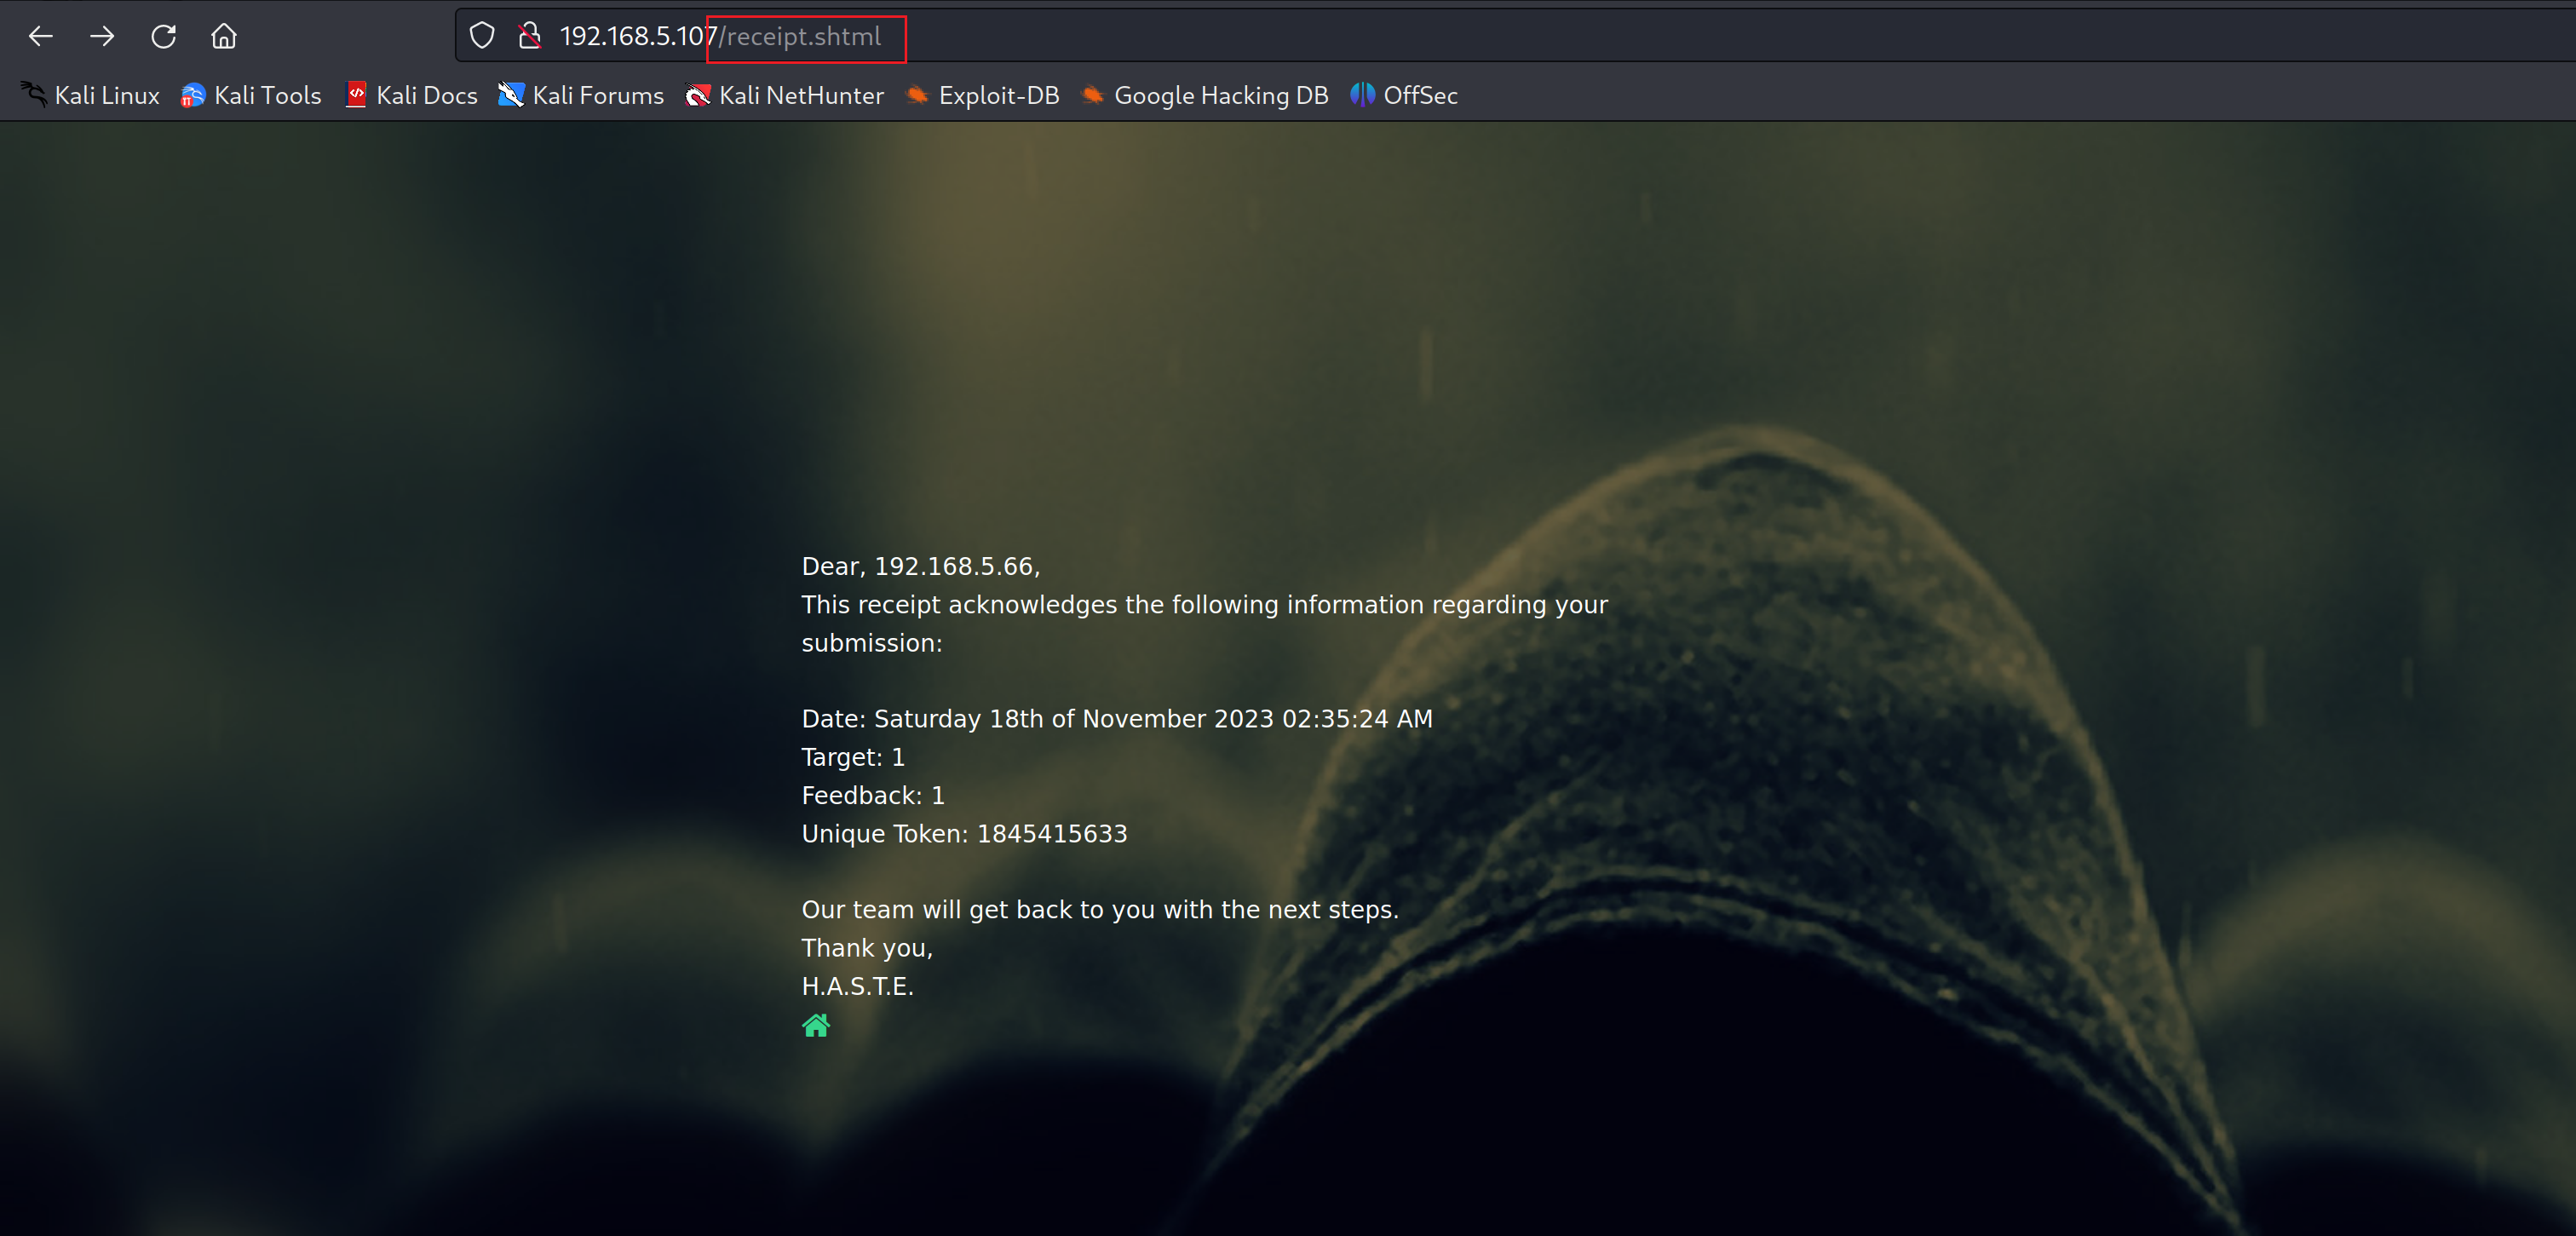 192.168.5.107/receipt.shtml
Kali Linux Kali Tools Kali Docs Kali Forums Kali NetHunter Exploit-DB Google Hacking DB OffSec
Dear, 192.168.5.66,
This receipt acknowledges the following information regarding your
submission:
Date: Saturday 18th of November 2023 02:35:24 AM
Target: 1
Feedback: 1
Unique Token: 1845415633
Our team will get back to you with the next steps.
Thank you,
H.A.S.T.E.